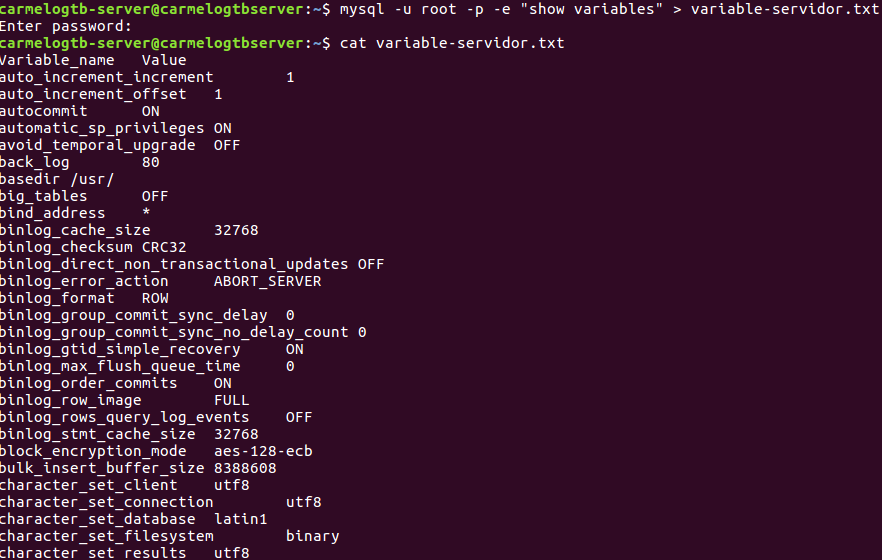 carmelogtb-server@carmelogtbserver:~$ mysql -u root -p -e "show variables" > variable-servidor.txt
Enter password:
carmelogtb-server@carmelogtbserver:~$ cat variable-servidor.txt
Variable_name	Value
auto_increment_increment	1
auto_increment_offset	1
autocommit	ON
automatic_sp_privileges	ON
avoid_temporal_upgrade	OFF
back_log	80
basedir	/usr/
big_tables	OFF
bind_address	*
binlog_cache_size	32768
binlog_checksum	CRC32
binlog_direct_non_transactional_updates	OFF
binlog_error_action	ABORT_SERVER
binlog_format	ROW
binlog_group_commit_sync_delay	0
binlog_group_commit_sync_no_delay_count	0
binlog_gtid_simple_recovery	ON
binlog_max_flush_queue_time	0
binlog_order_commits	ON
binlog_row_image	FULL
binlog_rows_query_log_events	OFF
binlog_stmt_cache_size	32768
block_encryption_mode	aes-128-ecb
bulk_insert_buffer_size	8388608
character_set_client	utf8
character_set_connection	utf8
character_set_database	latin1
character_set_filesystem	binary
character_set_results	utf8